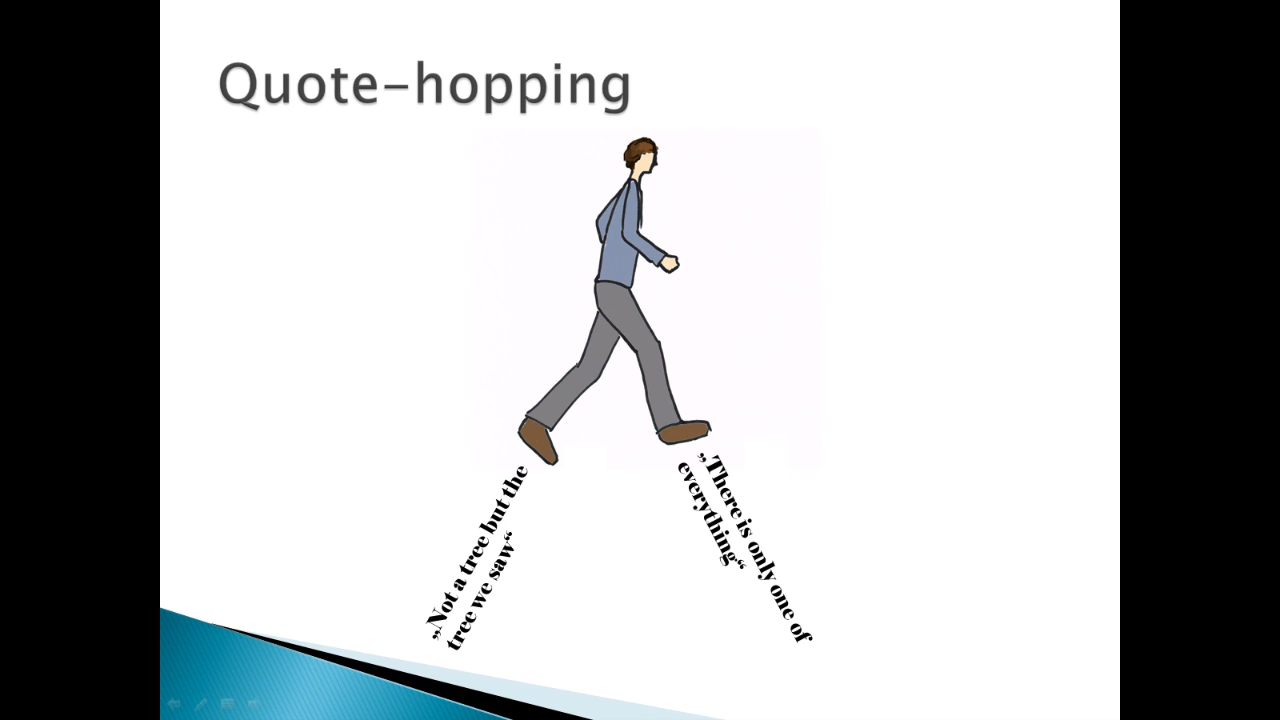 Quote-hopping
„Not a tree but the
tree we saw“
„There is only one of
everything“